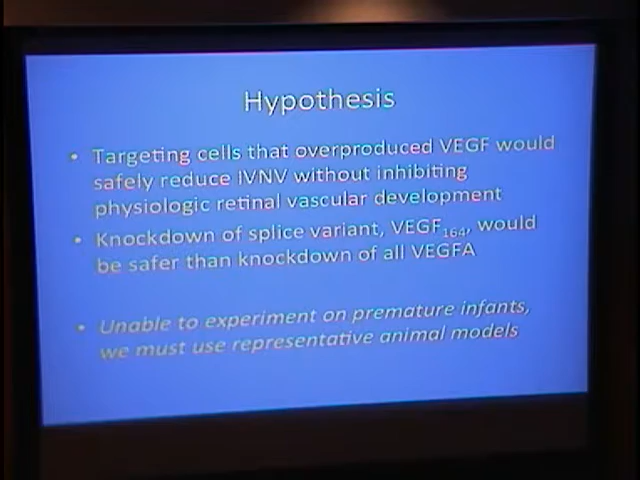 Hypothesis
• Targeting cells that overproduced VEGF would
safely reduce IVNV without inhibiting
physiologic retinal vascular development
• Knockdown of splice variant, VEGF164, would
be safer than knockdown of all VEGFA
• Unable to experiment on premature infants,
we must use representative animal models